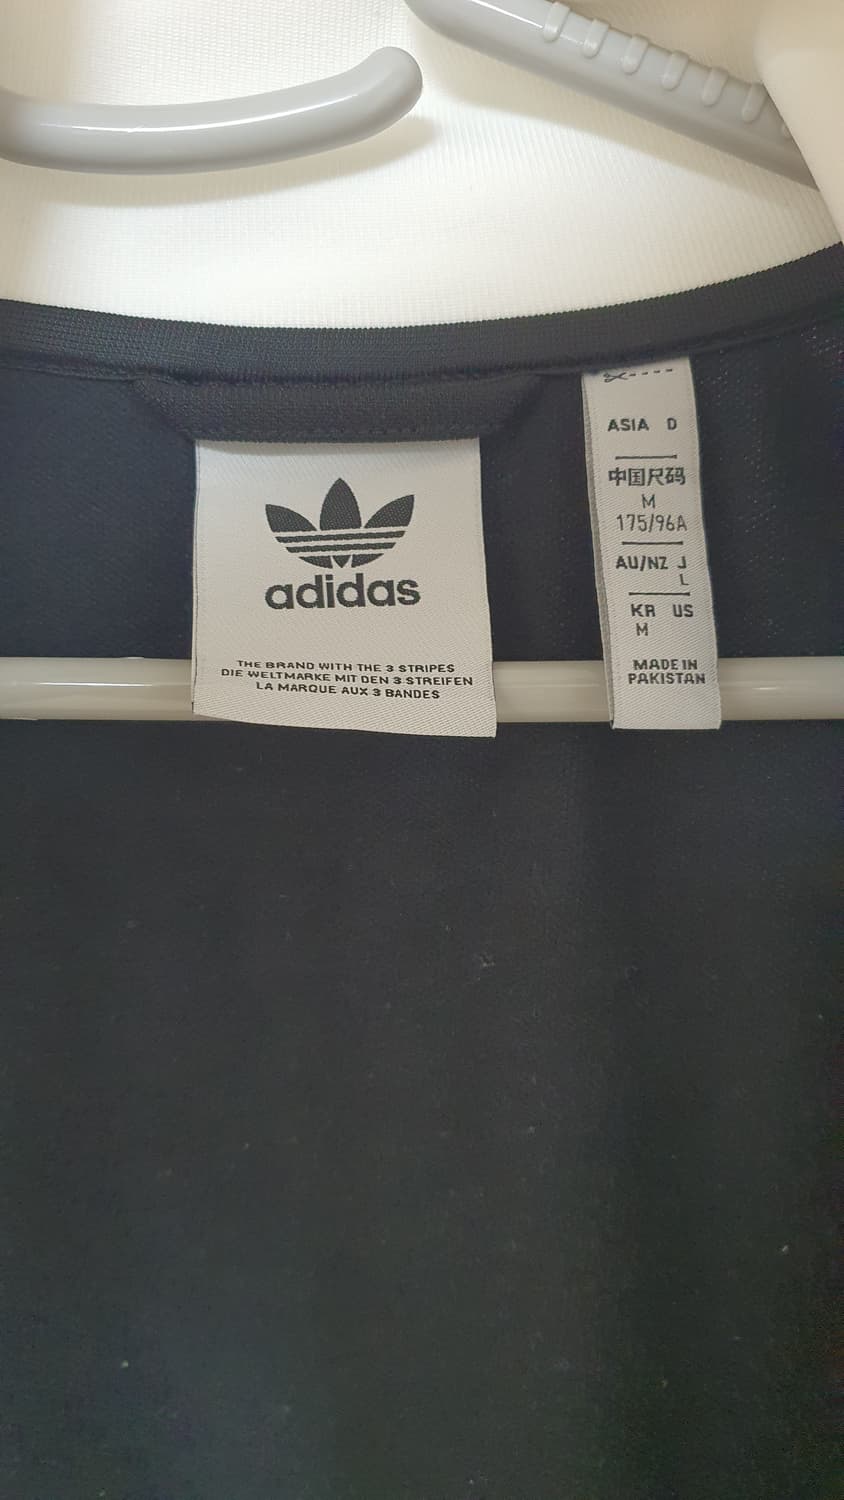 adidas
THE BRAND WITH THE 3 STRIPES
DIE WELTMARKE MIT DEN 3 STREIFEN
LA MARQUE AUX 3 BANDES
ASIA D
中国尺码
M
175/96A
AU/NZ J
L
KR US
M
MADE IN
PAKISTAN